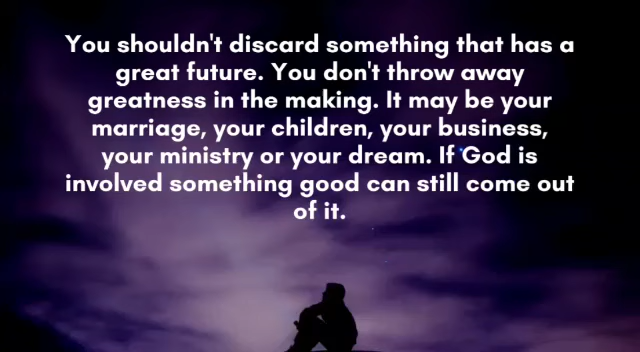 You shouldn't discard something that has a
great future. You don't throw away
greatness in the making. It may be your
marriage, your children, your business,
your ministry or your dream. If God is
involved something good can still come out
of it.